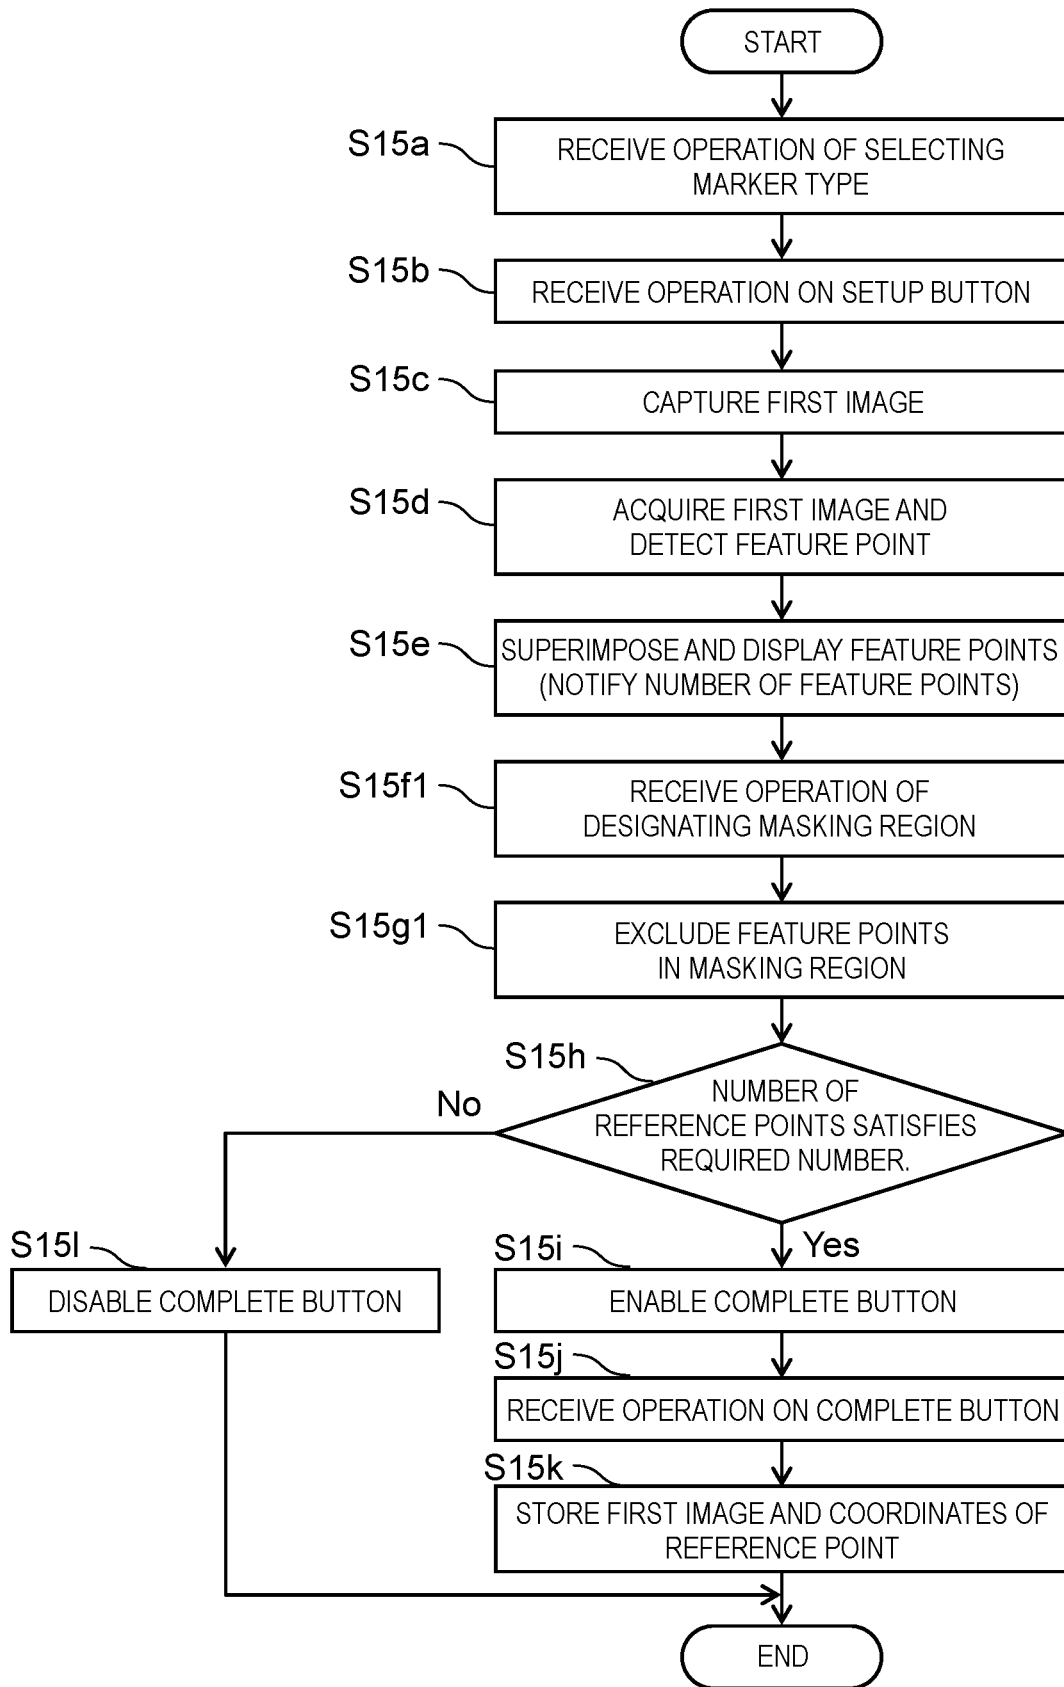 START
S15a
RECEIVE OPERATION OF SELECTING
MARKER TYPE
S15b
RECEIVE OPERATION ON SETUP BUTTON
S15c
CAPTURE FIRST IMAGE
S15d
ACQUIRE FIRST IMAGE AND
DETECT FEATURE POINT
S15e
SUPERIMPOSE AND DISPLAY FEATURE POINTS
(NOTIFY NUMBER OF FEATURE POINTS)
S15f1
RECEIVE OPERATION OF
DESIGNATING MASKING REGION
S15g1
EXCLUDE FEATURE POINTS
IN MASKING REGION
S15h
NUMBER OF
REFERENCE POINTS SATISFIES
REQUIRED NUMBER.
No
Yes
S15l
DISABLE COMPLETE BUTTON
S15i
ENABLE COMPLETE BUTTON
S15j
RECEIVE OPERATION ON COMPLETE BUTTON
S15k
STORE FIRST IMAGE AND COORDINATES OF
REFERENCE POINT
END